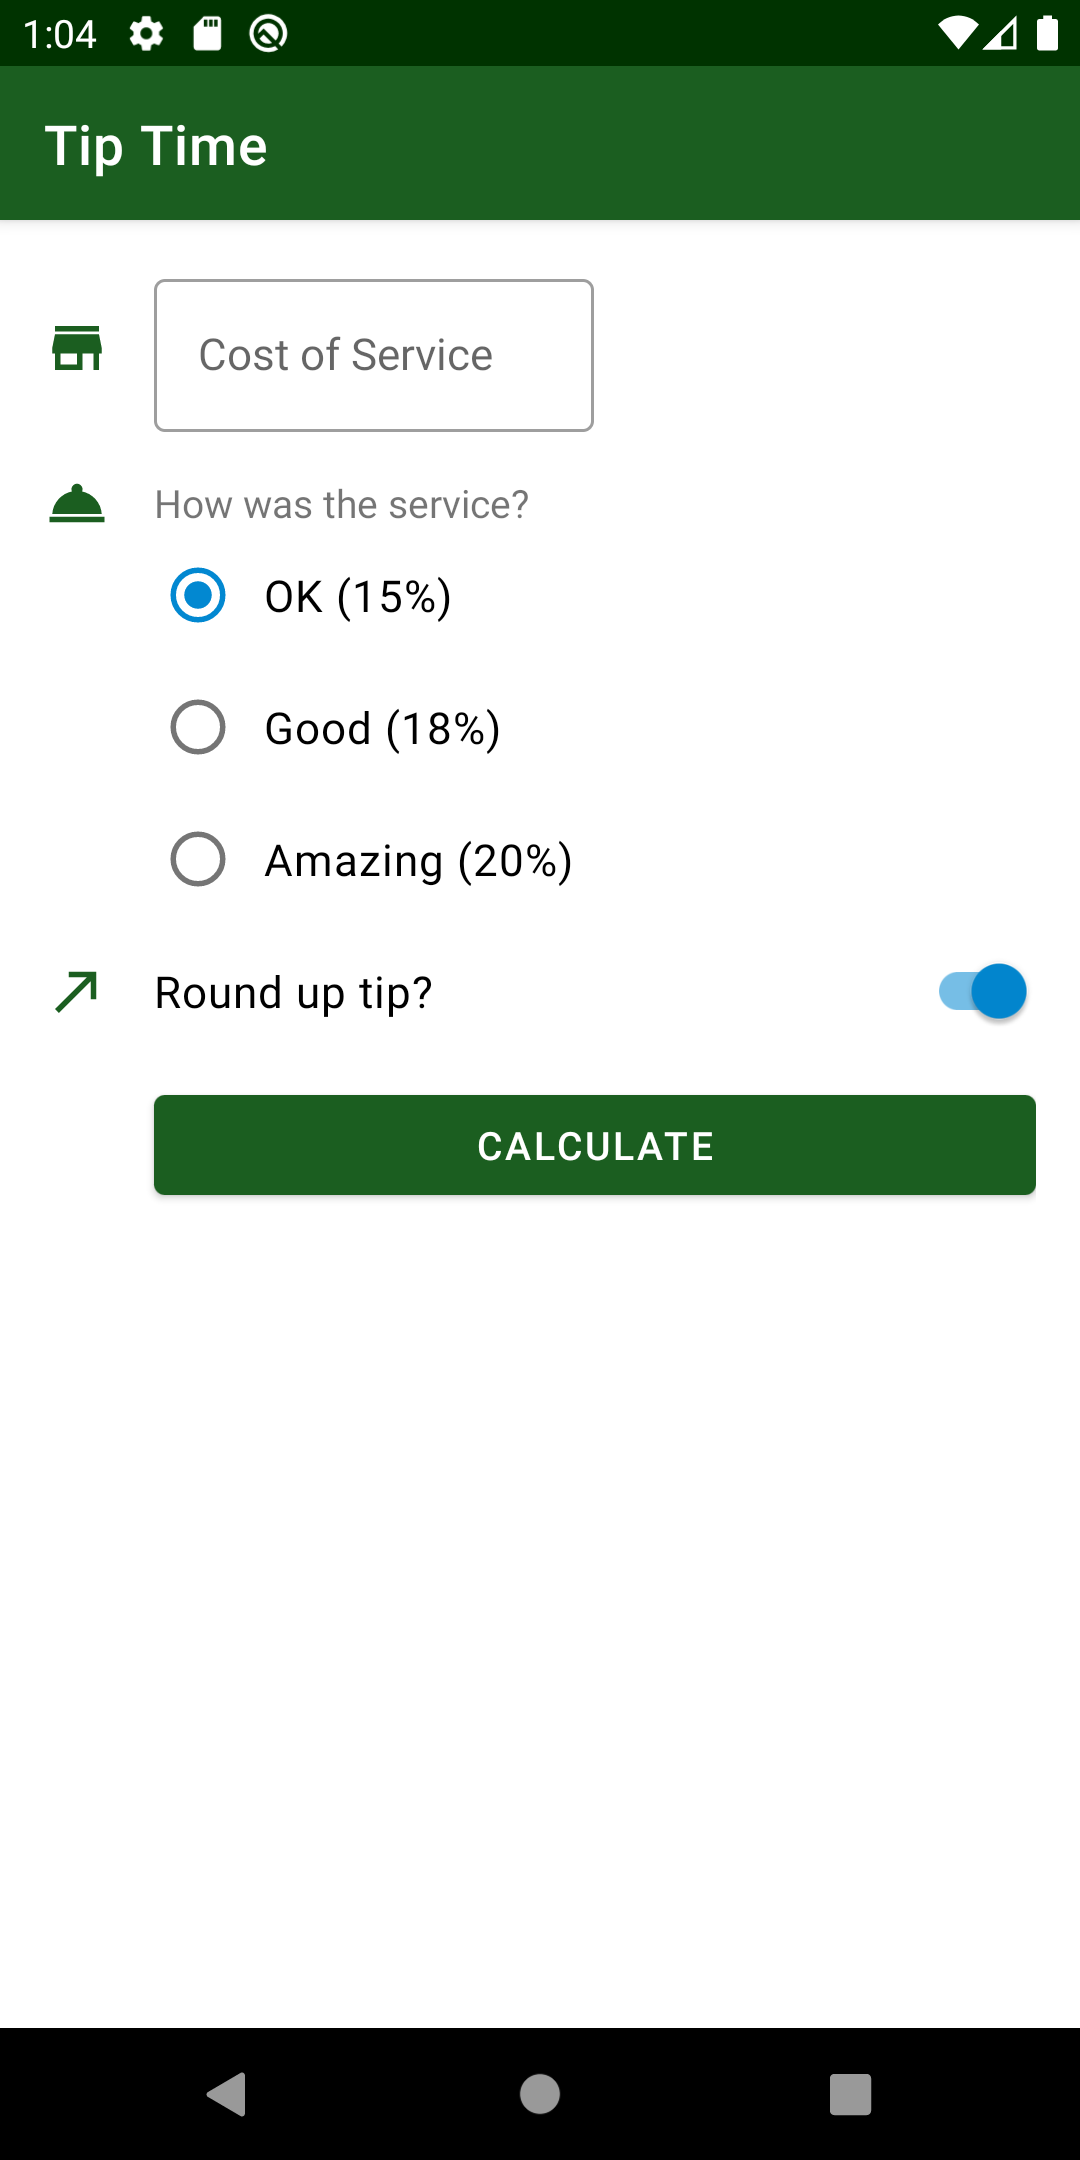 1:04
Tip Time
Cost of Service
How was the service?
OK (15%)
Good (18%)
Amazing (20%)
Round up tip?
CALCULATE